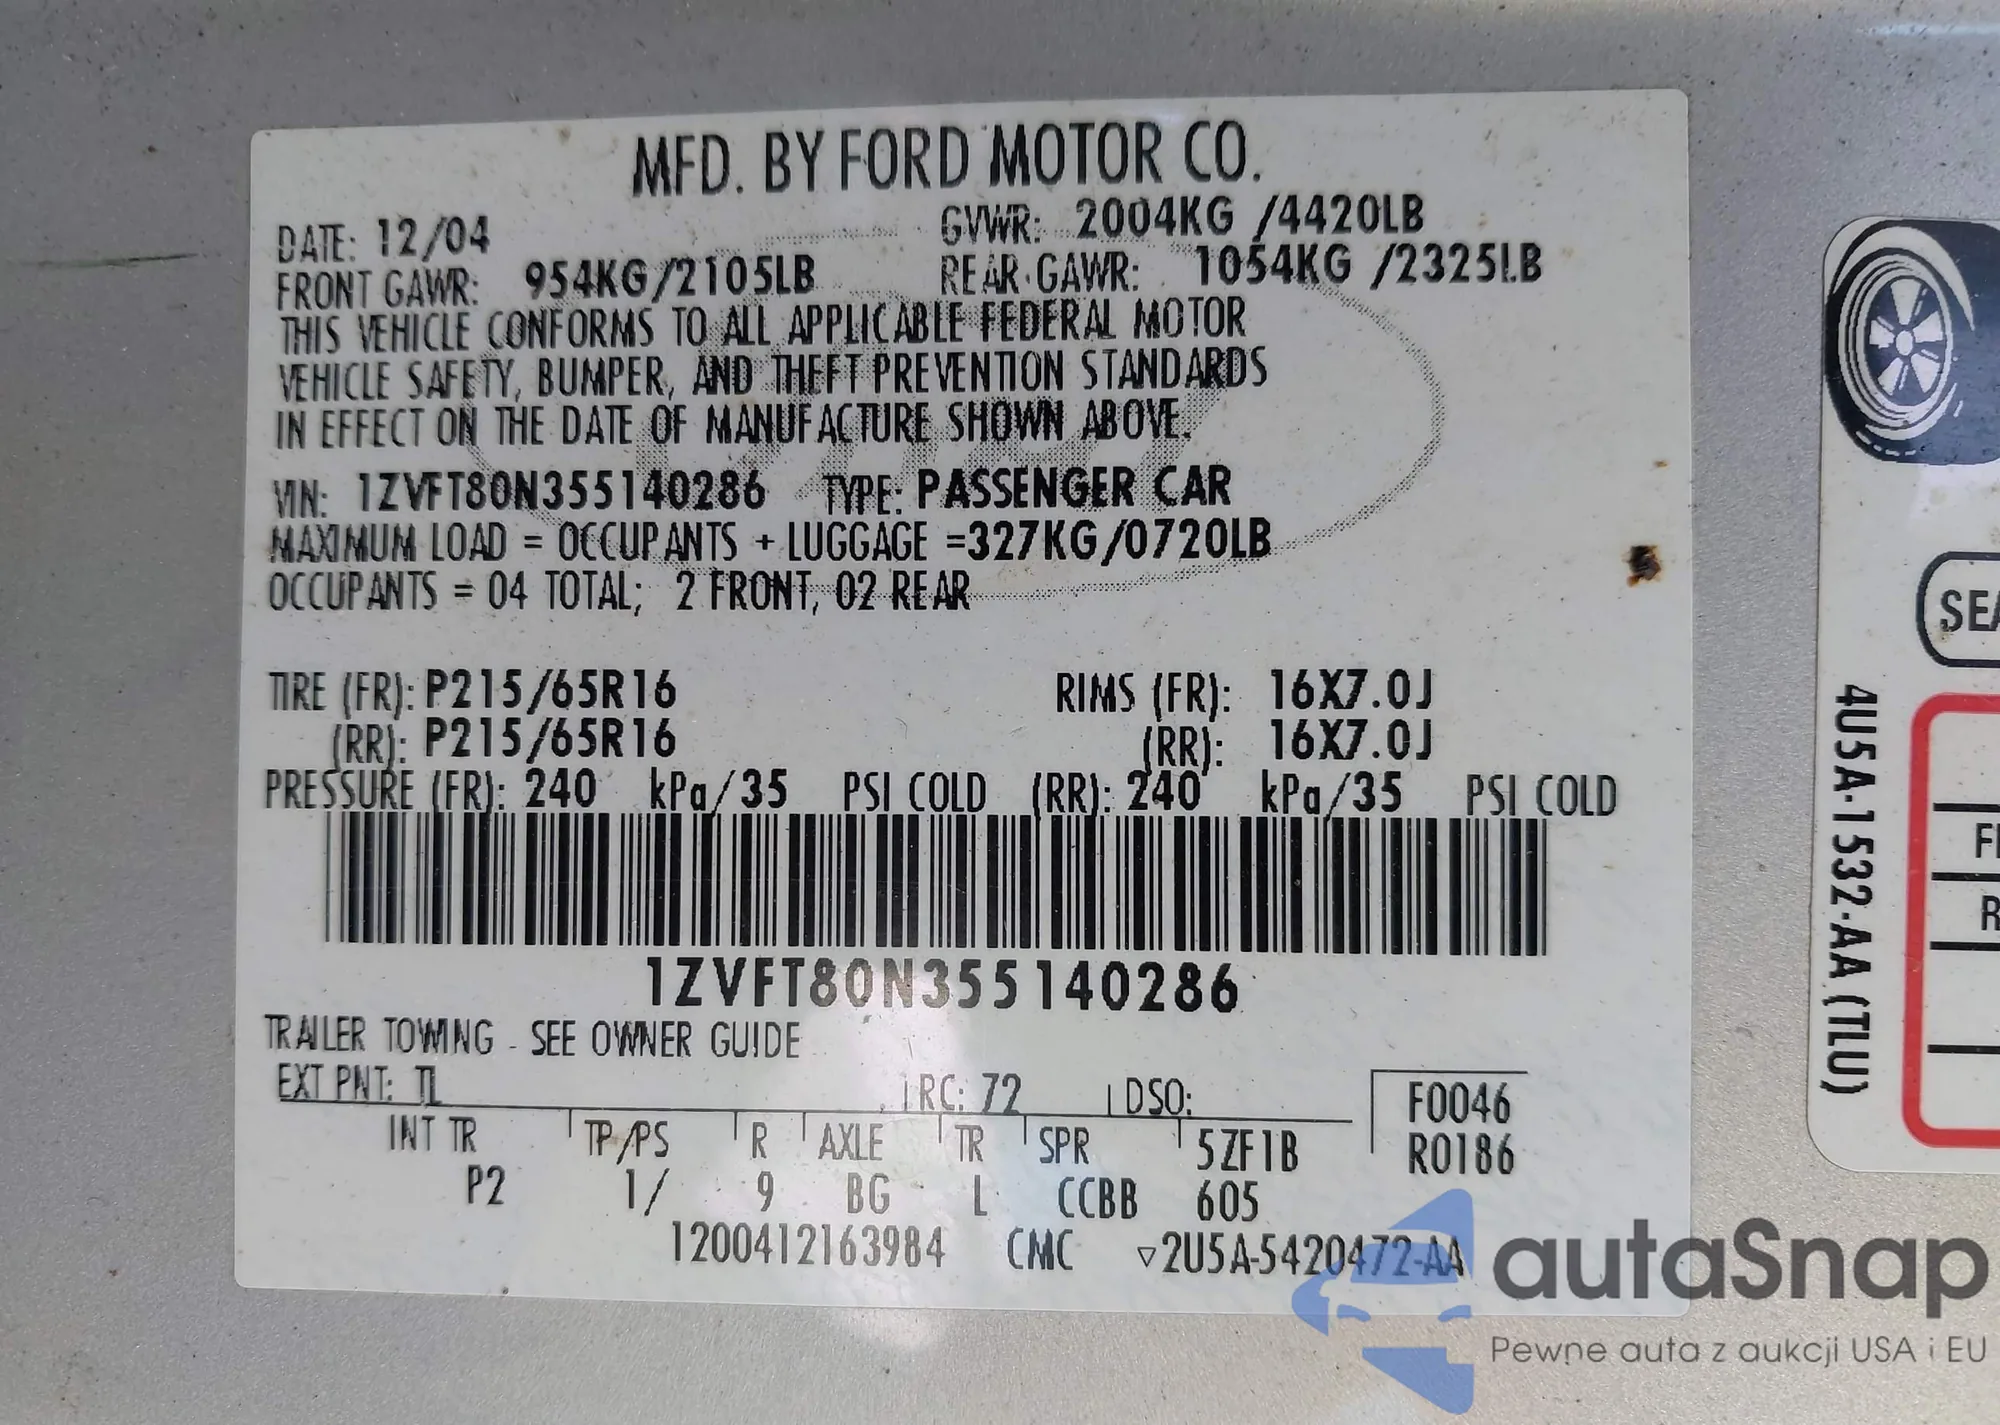 MFD. BY FORD MOTOR CO.
DATE: 12/04
GVWR: 2004KG /4420LB
FRONT GAWR: 954KG/2105LB
REAR GAWR: 1054KG /2325LB
THIS VEHICLE CONFORMS TO ALL APPLICABLE FEDERAL MOTOR
VEHICLE SAFETY, BUMPER, AND THEFT PREVENTION STANDARDS
IN EFFECT ON THE DATE OF MANUFACTURE SHOWN ABOVE.
VIN: 1ZVFT80N355140286 TYPE: PASSENGER CAR
MAXIMUM LOAD = OCCUPANTS + LUGGAGE =327KG/0720LB
OCCUPANTS = 04 TOTAL; 2 FRONT, 02 REAR
TIRE (FR): P215/65R16 RIMS (FR): 16X7.0J
(RR): P215/65R16 (RR): 16X7.0J
PRESSURE (FR): 240 kPa/35 PSI COLD (RR): 240 kPa/35 PSI COLD
1ZVFT80N355140286
TRAILER TOWING - SEE OWNER GUIDE
EXT PNT: TL RC: 72 DSO: F0046
INT TR TP/PS R AXLE TR SPR 5ZF1B R0186
P2 1/ 9 BG L CCBB 605
1200412163984 CMC ▽2U5A-5420472-AA
4U5A-1532-AA (TLU)
autoSnap
Pewne auta z aukcji USA i EU